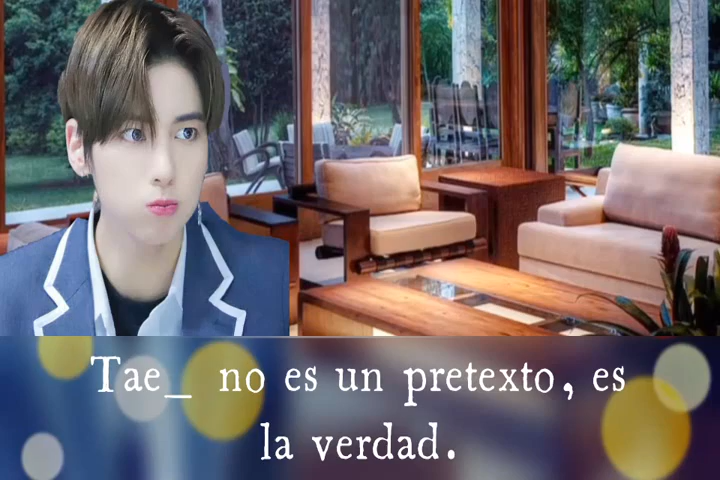 Tae_ no es un pretexto, es
la verdad.